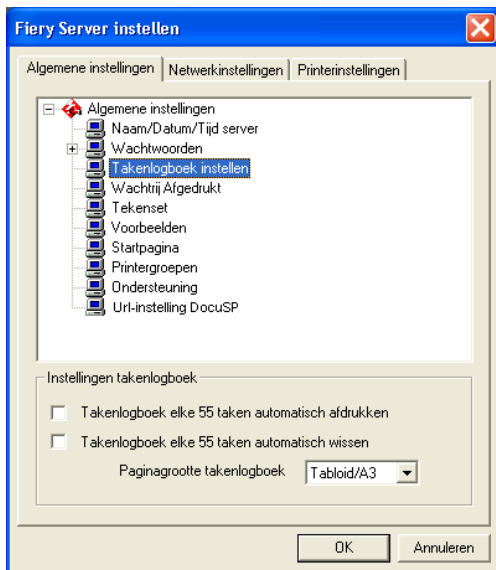 Fiery Server instellen
Algemene instellingen Netwerkinstellingen Printerinstellingen
Algemene instellingen
Naam/Datum/Tijd server
Wachtwoorden
Takenlogboek instellen
Wachtrij Afgedrukt
Tekenset
Voorbeelden
Startpagina
Printergroepen
Ondersteuning
Url-instelling DocuSP
Instellingen takenlogboek
Takenlogboek elke 55 taken automatisch afdrukken
Takenlogboek elke 55 taken automatisch wissen
Paginagrootte takenlogboek Tabloid/A3
OK Annuleren